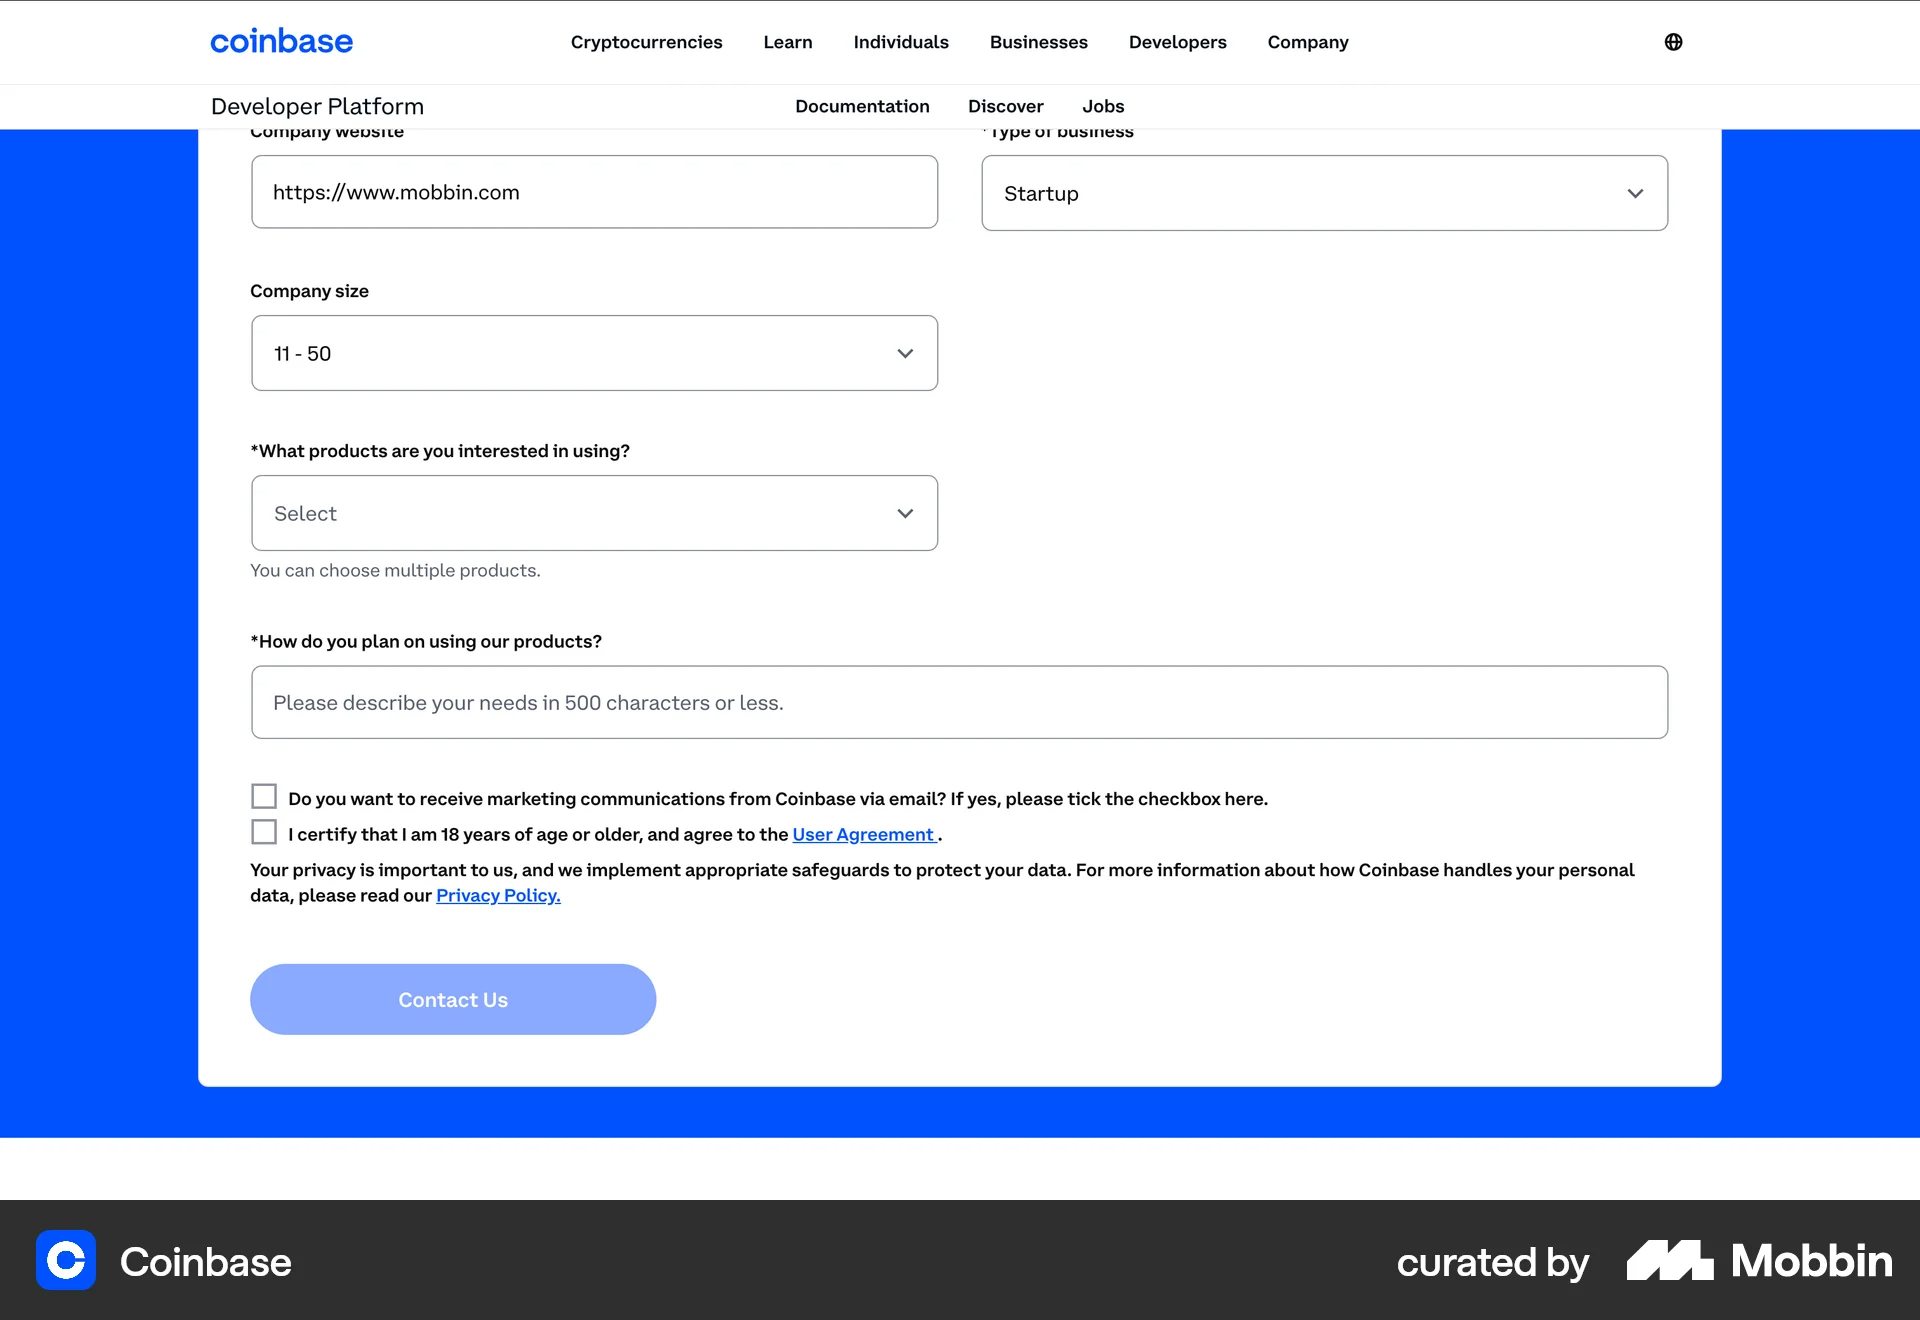 coinbase
Cryptocurrencies Learn Individuals Businesses Developers Company
Developer Platform
Documentation Discover Jobs
Company website
*Type of business
https://www.mobbin.com
Startup
Company size
11 - 50
*What products are you interested in using?
Select
You can choose multiple products.
*How do you plan on using our products?
Please describe your needs in 500 characters or less.
Do you want to receive marketing communications from Coinbase via email? If yes, please tick the checkbox here.
I certify that I am 18 years of age or older, and agree to the User Agreement .
Your privacy is important to us, and we implement appropriate safeguards to protect your data. For more information about how Coinbase handles your personal
data, please read our Privacy Policy.
Contact Us
Coinbase
curated by Mobbin